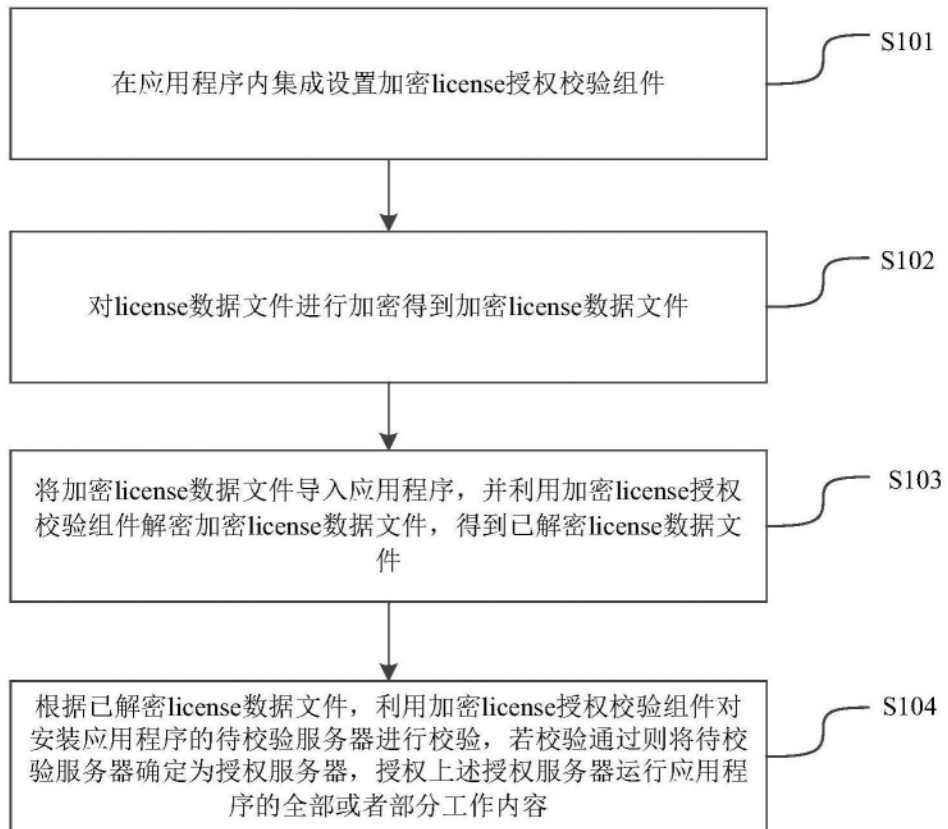 在应用程序内集成设置加密license授权校验组件
S101
对license数据文件进行加密得到加密license数据文件
S102
将加密license数据文件导入应用程序，并利用加密license授权
校验组件解密加密license数据文件，得到已解密license数据文
件
S103
根据已解密license数据文件，利用加密license授权校验组件对
安装应用程序的待校验服务器进行校验，若校验通过则将待校
验服务器确定为授权服务器，授权上述授权服务器运行应用程
序的全部或者部分工作内容
S104